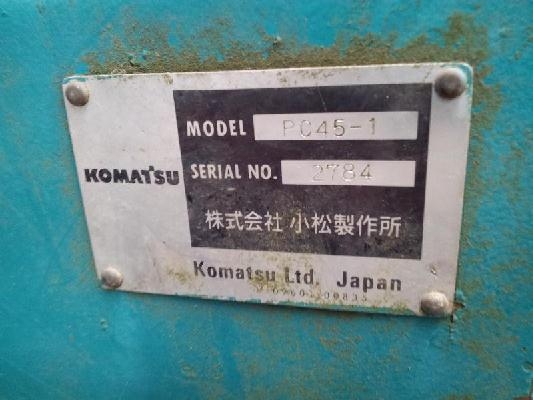 MODEL PC45-1
KOMATSU
SERIAL NO. 2784
株式会社 小松製作所
Komatsu Ltd. Japan